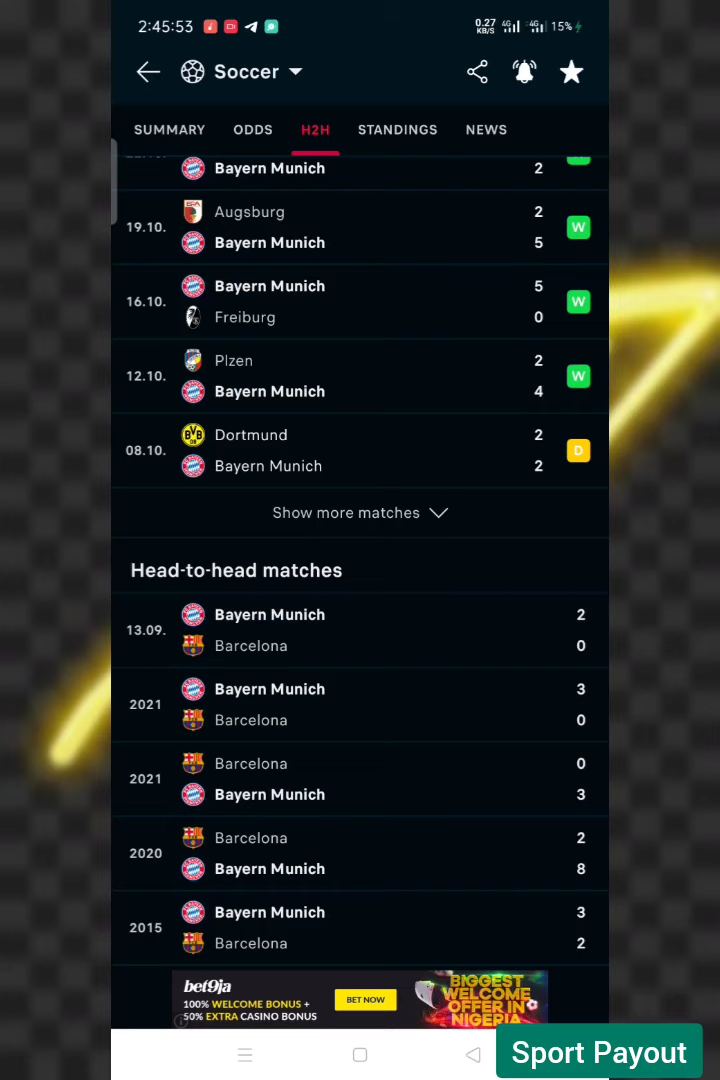 2:45:53 0.27 KB/S 4G 4G 15%
Soccer
SUMMARY ODDS H2H STANDINGS NEWS
Bayern Munich 2
19.10. Augsburg 2 W
Bayern Munich 5
16.10. Bayern Munich 5 W
Freiburg 0
12.10. Plzen 2 W
Bayern Munich 4
08.10. Dortmund 2 D
Bayern Munich 2
Show more matches
Head-to-head matches
13.09. Bayern Munich 2
Barcelona 0
2021 Bayern Munich 3
Barcelona 0
2021 Barcelona 0
Bayern Munich 3
2020 Barcelona 2
Bayern Munich 8
2015 Bayern Munich 3
Barcelona 2
bet9ja
100% WELCOME BONUS +
50% EXTRA CASINO BONUS
BET NOW
BIGGEST
WELCOME
OFFER IN
NIGERIA
Sport Payout